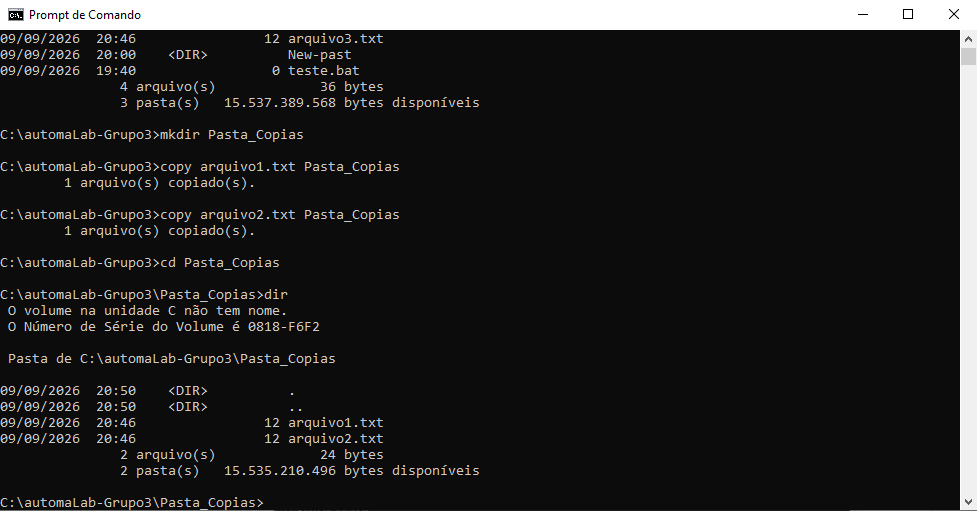 Prompt de Comando
09/09/2026  20:46                12 arquivo3.txt
09/09/2026  20:00    <DIR>          New-past
09/09/2026  19:40                 0 teste.bat
               4 arquivo(s)             36 bytes
               3 pasta(s)   15.537.389.568 bytes disponíveis

C:\automaLab-Grupo3>mkdir Pasta_Copias

C:\automaLab-Grupo3>copy arquivo1.txt Pasta_Copias
        1 arquivo(s) copiado(s).

C:\automaLab-Grupo3>copy arquivo2.txt Pasta_Copias
        1 arquivo(s) copiado(s).

C:\automaLab-Grupo3>cd Pasta_Copias

C:\automaLab-Grupo3\Pasta_Copias>dir
 O volume na unidade C não tem nome.
 O Número de Série do Volume é 0818-F6F2

 Pasta de C:\automaLab-Grupo3\Pasta_Copias

09/09/2026  20:50    <DIR>          .
09/09/2026  20:50    <DIR>          ..
09/09/2026  20:46                12 arquivo1.txt
09/09/2026  20:46                12 arquivo2.txt
               2 arquivo(s)             24 bytes
               2 pasta(s)   15.535.210.496 bytes disponíveis

C:\automaLab-Grupo3\Pasta_Copias>